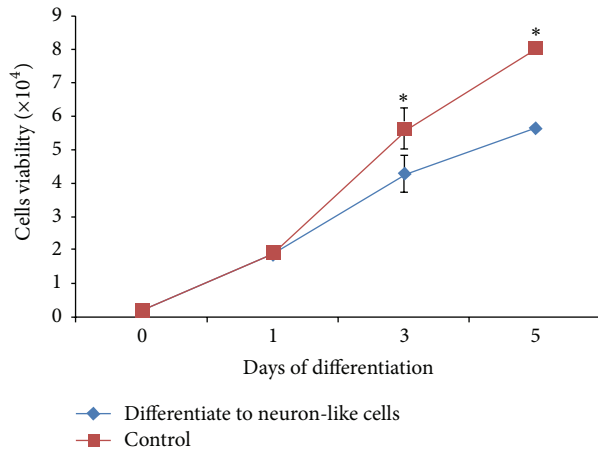 9
8
7
6
5
4
3
2
1
0
Cells viability (×10⁴)
*
*
0 1 3 5
Days of differentiation
Differentiate to neuron-like cells
Control